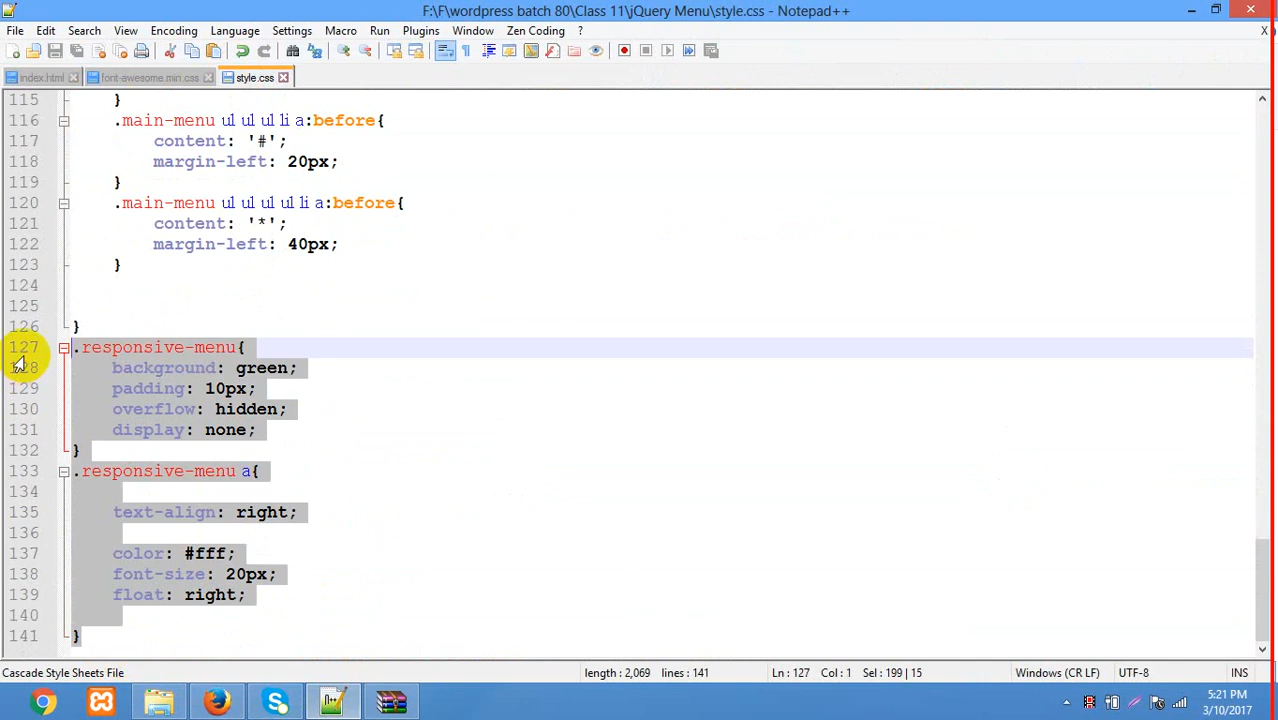 F:\F\wordpress batch 80\Class 11\jQuery Menu\style.css - Notepad++
File Edit Search View Encoding Language Settings Macro Run Plugins Window Zen Coding ? X
index.html font-awesome.min.css style.css
115 }
116 .main-menu ul ul ul li a:before{
117 content: '#';
118 margin-left: 20px;
119 }
120 .main-menu ul ul ul ul li a:before{
121 content: '*';
122 margin-left: 40px;
123 }
124
125
126 }
127 .responsive-menu{
128 background: green;
129 padding: 10px;
130 overflow: hidden;
131 display: none;
132 }
133 .responsive-menu a{
134
135 text-align: right;
136
137 color: #fff;
138 font-size: 20px;
139 float: right;
140
141 }
Cascade Style Sheets File length : 2,069 lines : 141 Ln : 127 Col : 1 Sel : 199 | 15 Windows (CR LF) UTF-8 INS
5:21 PM
3/10/2017